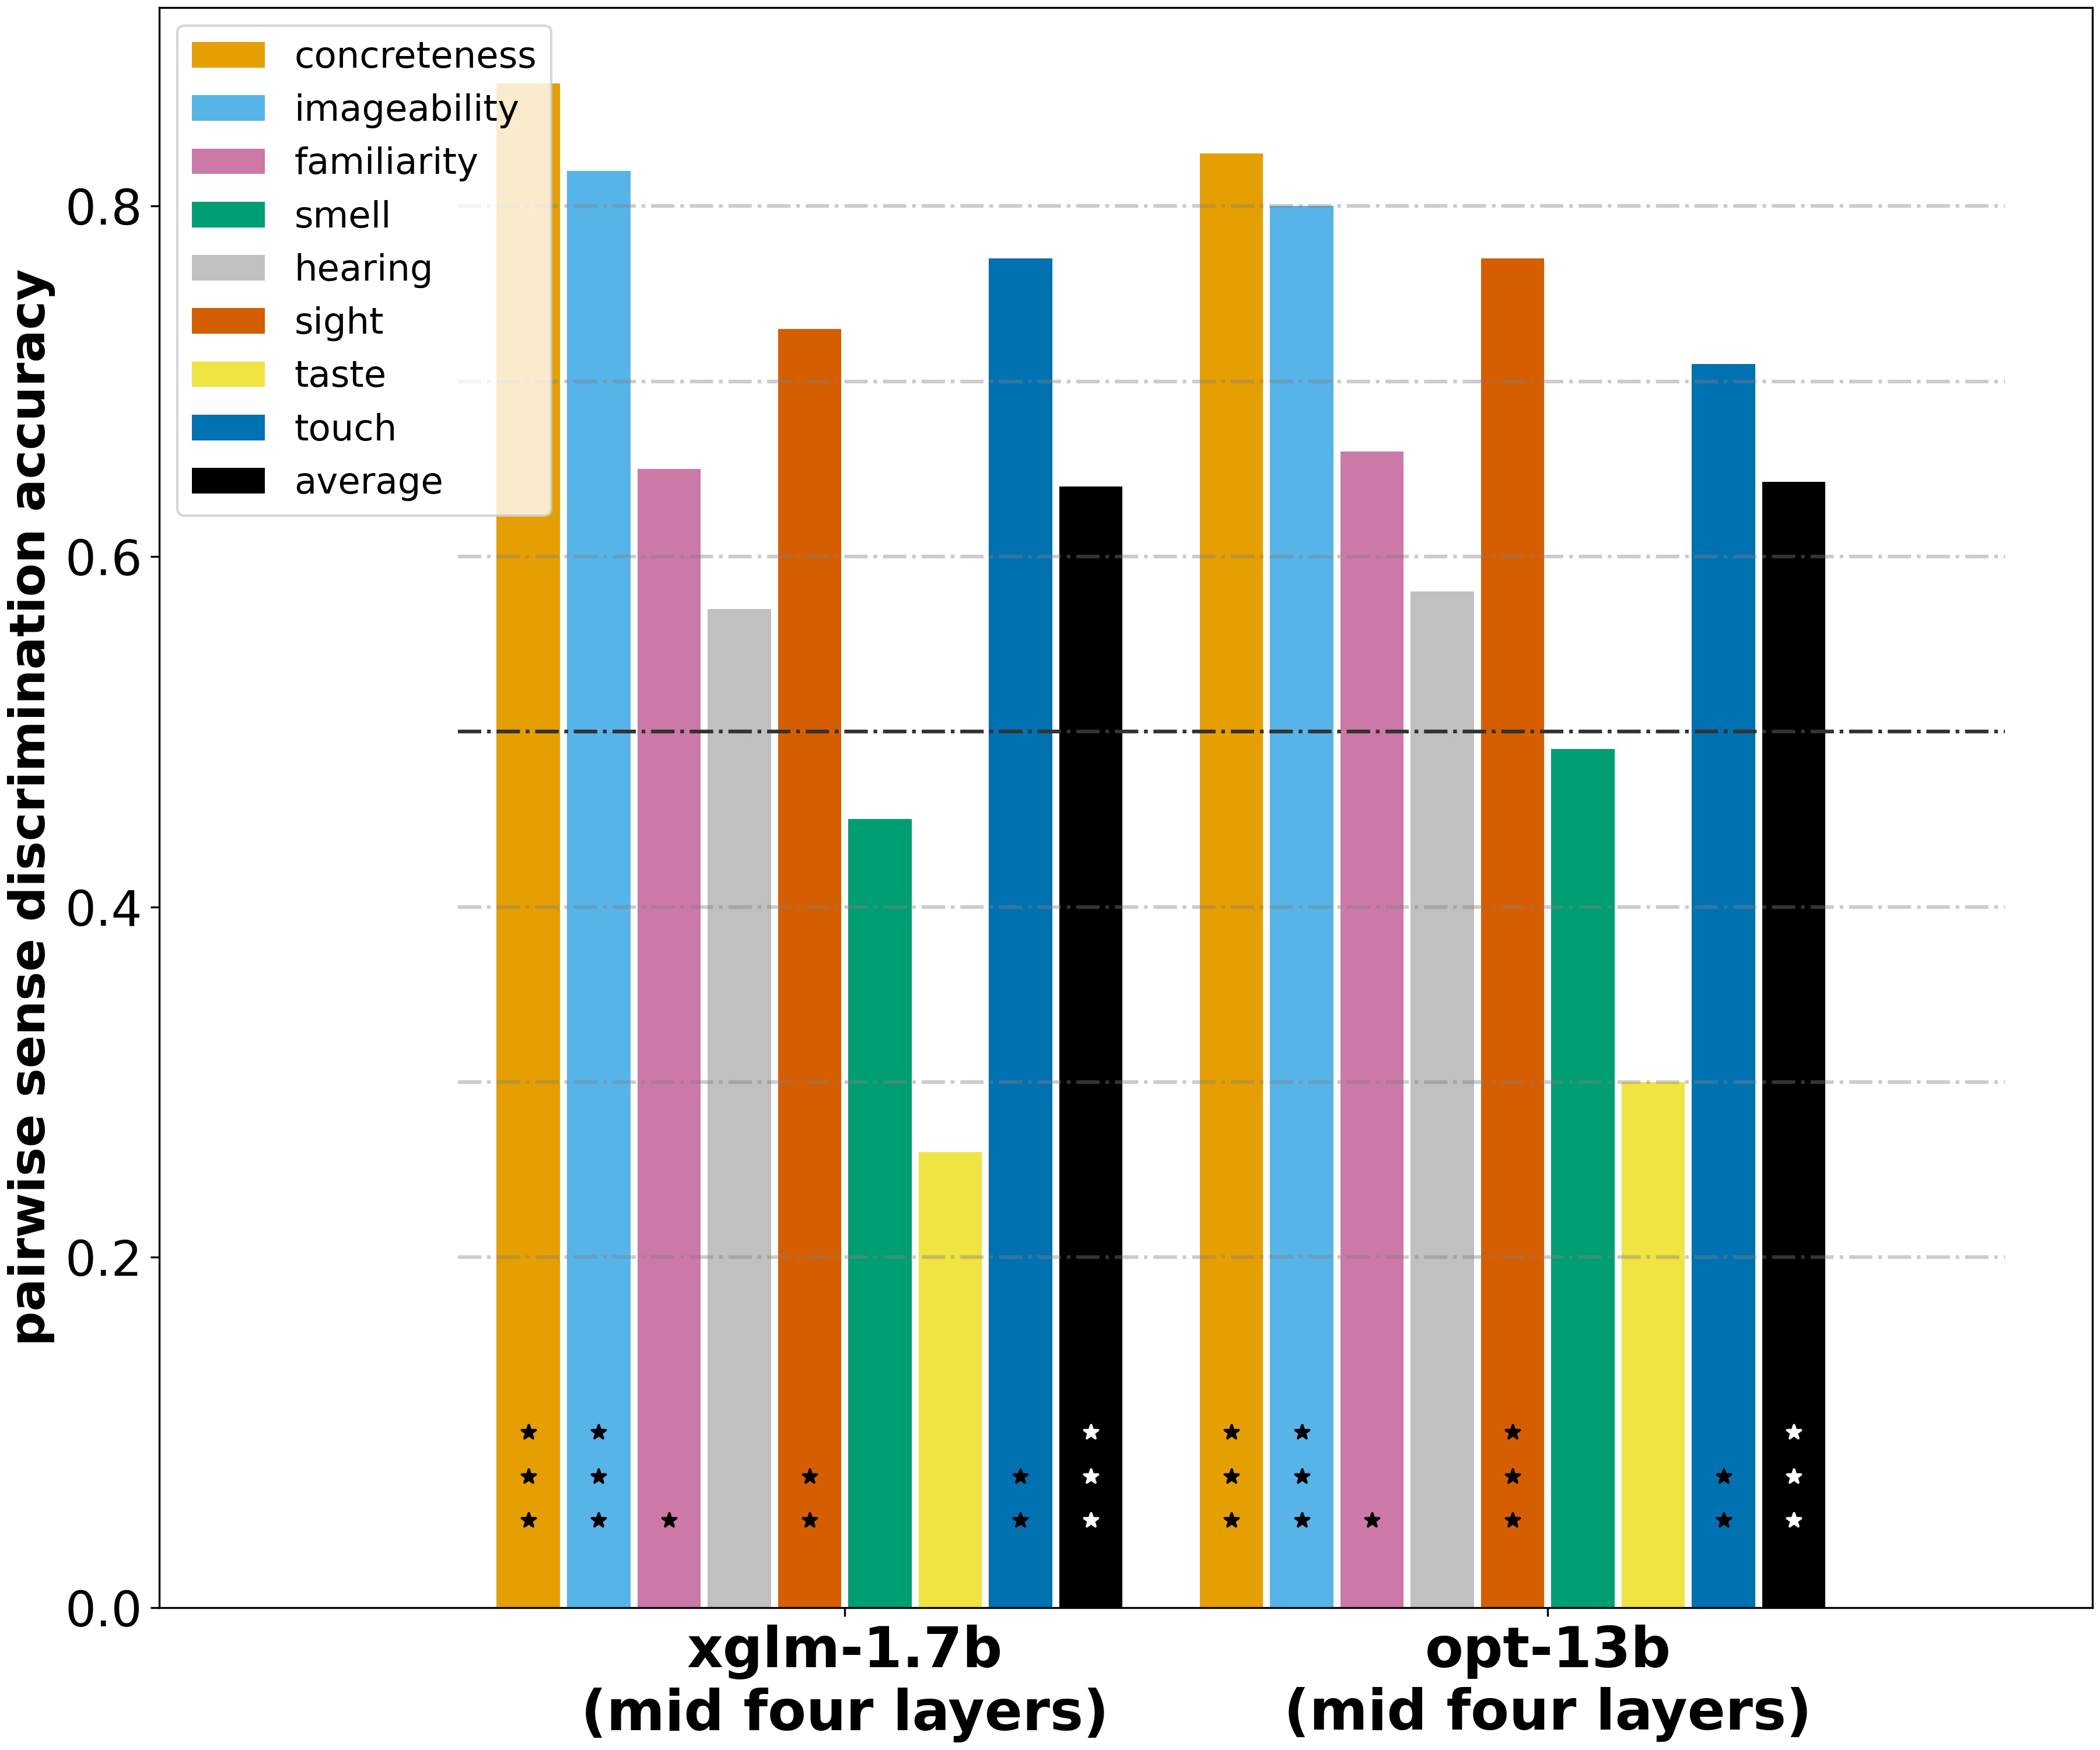 concreteness
imageability
familiarity
smell
hearing
sight
taste
touch
average
pairwise sense discrimination accuracy
0.8
0.6
0.4
0.2
0.0
xglm-1.7b
(mid four layers)
opt-13b
(mid four layers)